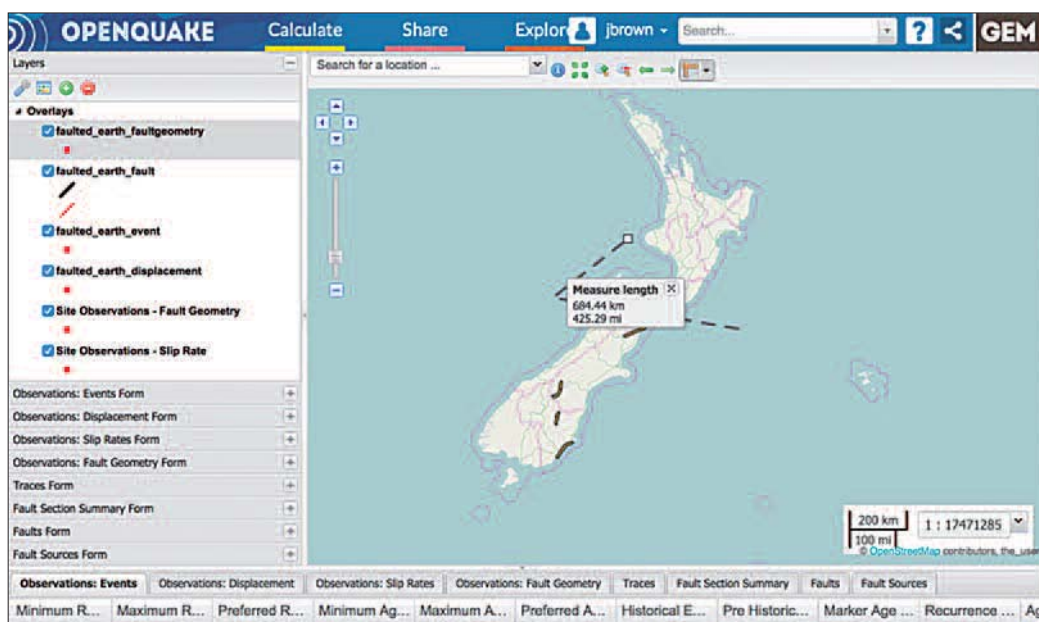 OPENQUAKE Calculate Share Explor jbrown Search... ? GEM
Layers
Search for a location ...
Overlays
faulted_earth_faultgeometry
faulted_earth_fault
faulted_earth_event
faulted_earth_displacement
Site Observations - Fault Geometry
Site Observations - Slip Rate
Measure length
684.44 km
425.29 mi
Observations: Events Form
Observations: Displacement Form
Observations: Slip Rates Form
Observations: Fault Geometry Form
Traces Form
Fault Section Summary Form
Faults Form
Fault Sources Form
200 km
100 mi
1 : 17471285
© OpenStreetMap contributors, the_user
Observations: Events Observations: Displacement Observations: Slip Rates Observations: Fault Geometry Traces Fault Section Summary Faults Fault Sources
Minimum R... Maximum R... Preferred R... Minimum Ag... Maximum A... Preferred A... Historical E... Pre Historic... Marker Age ... Recurrence ... Ag